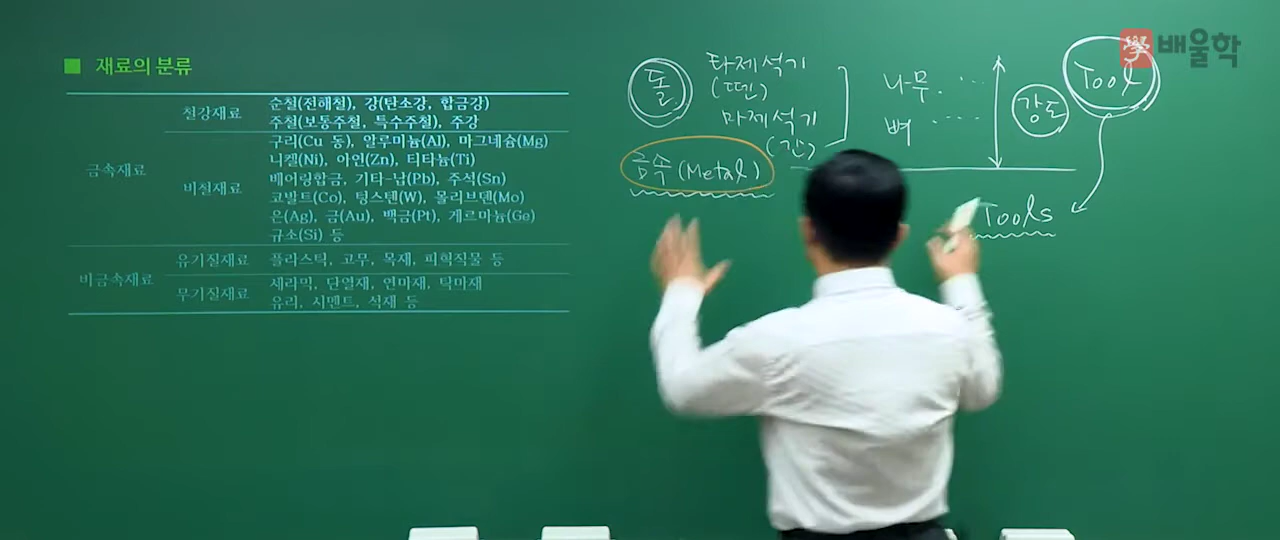 재료의 분류
철강재료
순철(전해철), 강(탄소강, 합금강)
주철(보통주철, 특수주철), 주강
금속재료
비철재료
구리(Cu 등), 알루미늄(Al), 마그네슘(Mg)
니켈(Ni), 아연(Zn), 티타늄(Ti)
베어링합금, 기타-납(Pb), 주석(Sn)
코발트(Co), 텅스텐(W), 몰리브덴(Mo)
은(Ag), 금(Au), 백금(Pt), 게르마늄(Ge)
규소(Si) 등
비금속재료
유기질재료
플라스틱, 고무, 목재, 피혁직물 등
무기질재료
세라믹, 단열재, 연마재, 탁마재
유리, 시멘트, 석재 등
돌
타제석기
(뗀)
마제석기
(간)
금속(Metal)
나무. ...
뼈 ....
강도
Tool
Tools
學 배울학